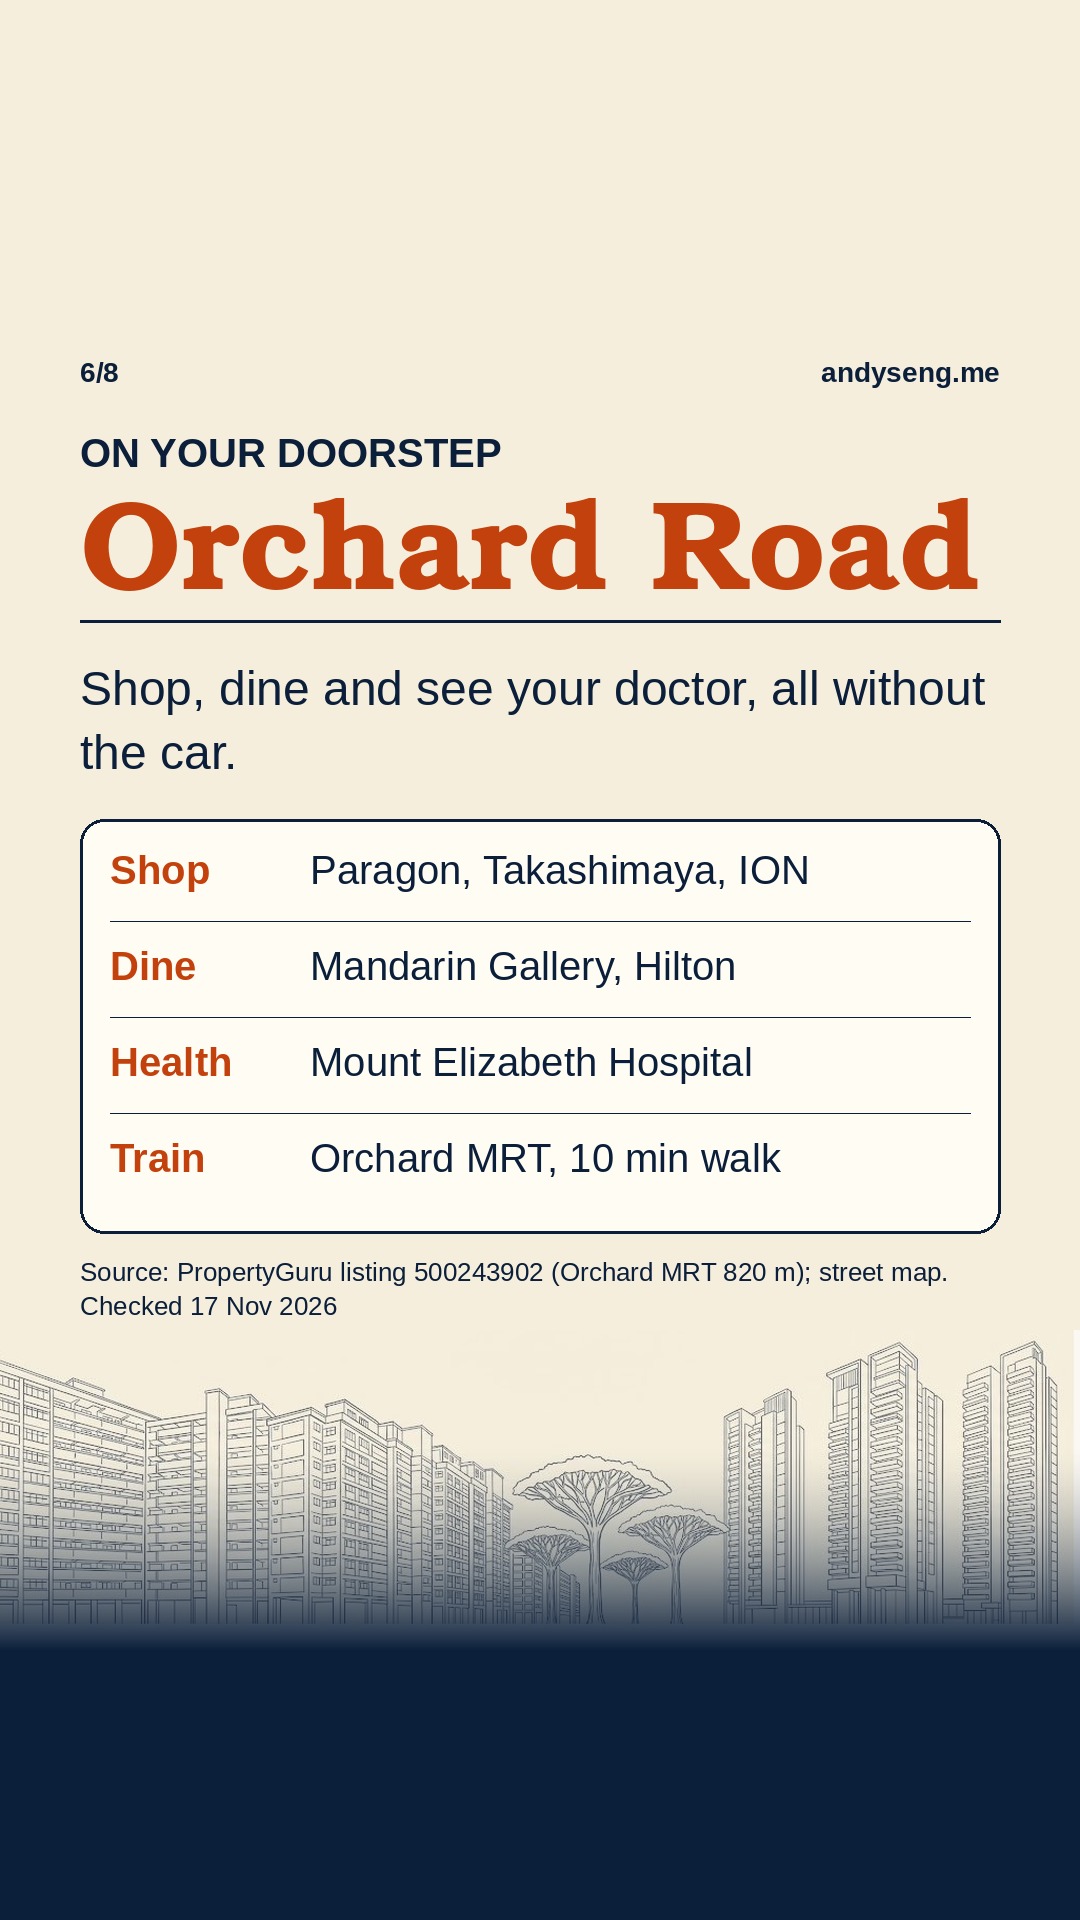 6/8
andyseng.me
ON YOUR DOORSTEP
Orchard Road
Shop, dine and see your doctor, all without
the car.
Shop Paragon, Takashimaya, ION
Dine Mandarin Gallery, Hilton
Health Mount Elizabeth Hospital
Train Orchard MRT, 10 min walk
Source: PropertyGuru listing 500243902 (Orchard MRT 820 m); street map.
Checked 17 Nov 2026